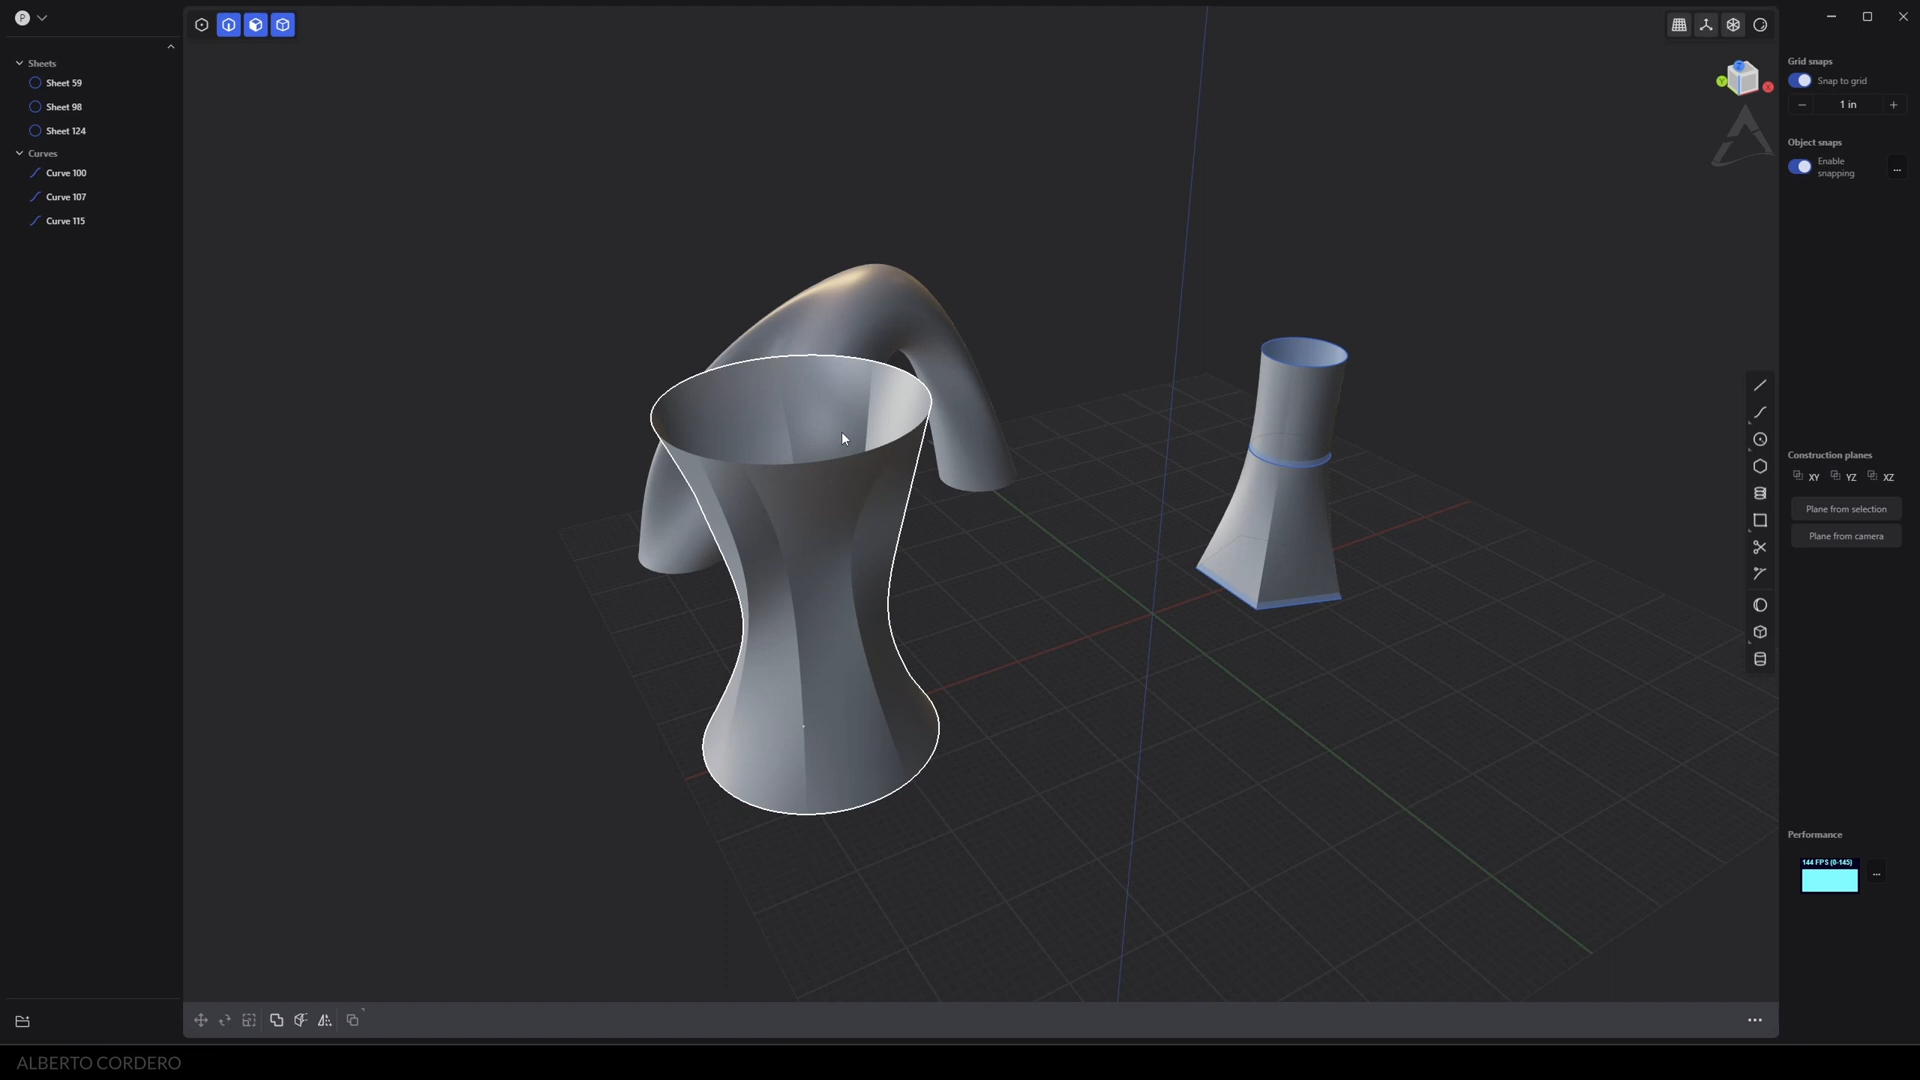 P
Sheets
Sheet 59
Sheet 98
Sheet 124
Curves
Curve 100
Curve 107
Curve 115
Y
Z
X
Grid snaps
Snap to grid
1 in
Object snaps
Enable
snapping
...
Construction planes
XY YZ XZ
Plane from selection
Plane from camera
Performance
144 FPS (0-145)
...
ALBERTO CORDERO